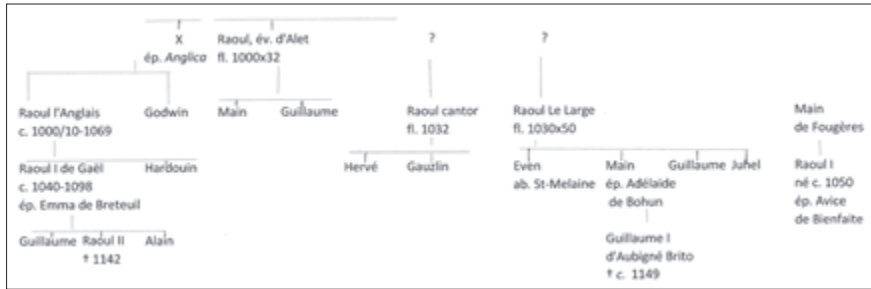 X
ép. Anglica
Raoul, év. d'Alet
fl. 1000x32
?
?
Raoul l'Anglais
c. 1000/10-1069
Godwin
Main
Guillaume
Raoul cantor
fl. 1032
Raoul Le Large
fl. 1030x50
Main
de Fougères
Raoul I de Gaël
c. 1040-1098
ép. Emma de Breteuil
Hardouin
Hervé
Gauzlin
Even
ab. St-Melaine
Main
ép. Adélaïde
de Bohun
Guillaume
Juhel
Raoul I
né c. 1050
ép. Avice
de Bienfaite
Guillaume
Raoul II
† 1142
Alain
Guillaume I
d'Aubigné Brito
† c. 1149